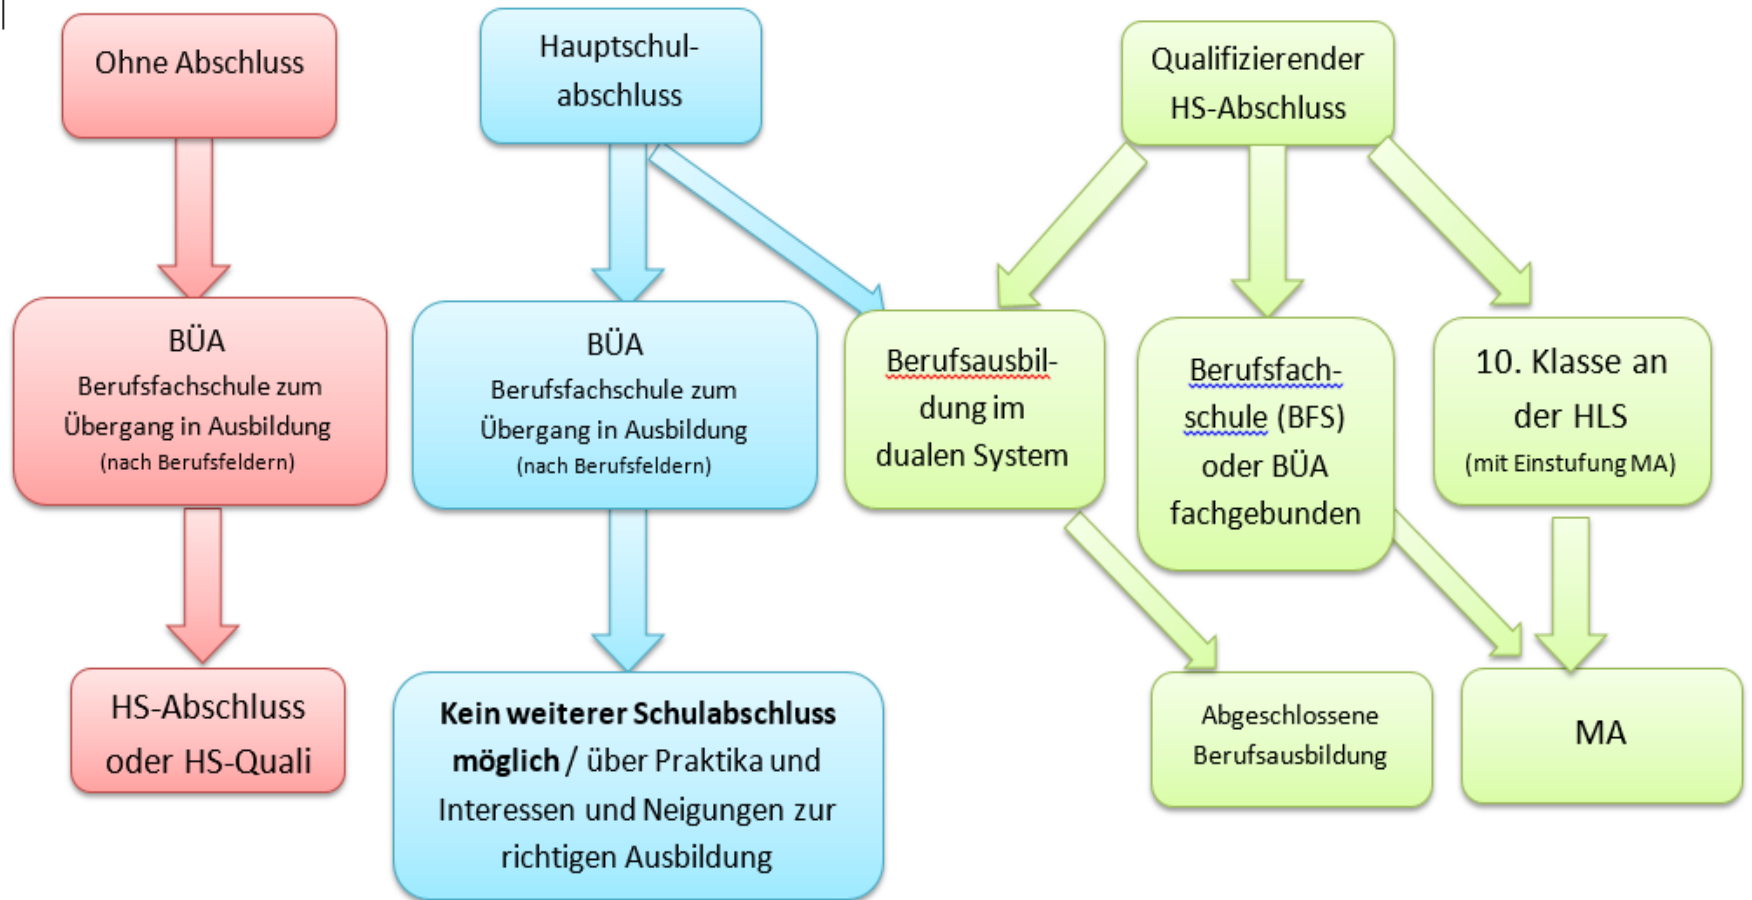 Ohne Abschluss
Hauptschul-
abschluss
Qualifizierender
HS-Abschluss
BÜA
Berufsfachschule zum
Übergang in Ausbildung
(nach Berufsfeldern)
BÜA
Berufsfachschule zum
Übergang in Ausbildung
(nach Berufsfeldern)
Berufsausbil-
dung im
dualen System
Berufsfach-
schule (BFS)
oder BÜA
fachgebunden
10. Klasse an
der HLS
(mit Einstufung MA)
HS-Abschluss
oder HS-Quali
Kein weiterer Schulabschluss
möglich / über Praktika und
Interessen und Neigungen zur
richtigen Ausbildung
Abgeschlossene
Berufsausbildung
MA